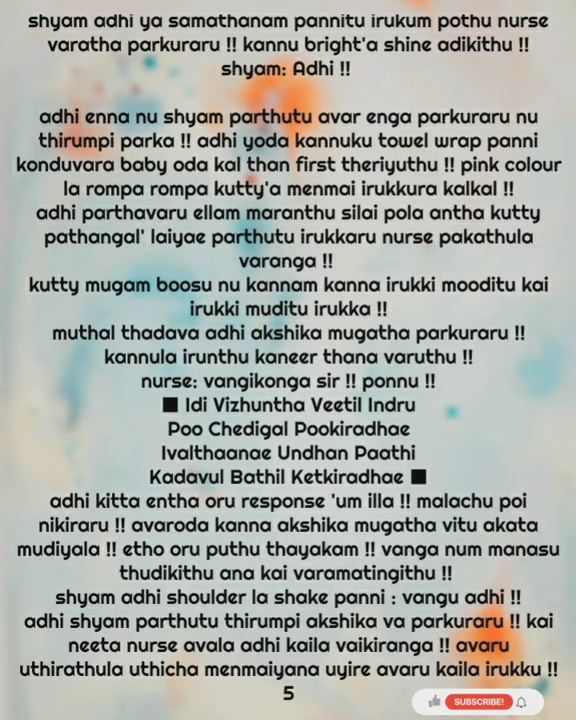 shyam adhi ya samathanam pannitu irukum pothu nurse
varatha parkuraru !! kannu bright'a shine adikithu !!
shyam: Adhi !!
adhi enna nu shyam parthutu avar enga parkuraru nu
thirumpi parka !! adhi yoda kannuku towel wrap panni
konduvara baby oda kal than first theriyuthu !! pink colour
la rompa rompa kutty'a menmai irukkura kalkal !!
adhi parthavaru ellam maranthu silai pola antha kutty
pathangal' laiyae parthutu irukkaru nurse pakathula
varanga !!
kutty mugam boosu nu kannam kanna irukki mooditu kai
irukki muditu irukka !!
muthal thadava adhi akshika mugatha parkuraru !!
kannula irunthu kaneer thana varuthu !!
nurse: vangikonga sir !! ponnu !!
■ Idi Vizhuntha Veetil Indru
Poo Chedigal Pookiradhae
Ivalthaanae Undhan Paathi
Kadavul Bathil Ketkiradhae ■
adhi kitta entha oru response 'um illa !! malachu poi
nikiraru !! avaroda kanna akshika mugatha vitu akata
mudiyala !! etho oru puthu thayakam !! vanga num manasu
thudikithu ana kai varamatingithu !!
shyam adhi shoulder la shake panni : vangu adhi !!
adhi shyam parthutu thirumpi akshika va parkuraru !! kai
neeta nurse avala adhi kaila vaikiranga !! avaru
uthirathula uthicha menmaiyana uyire avaru kaila irukku !!
5
SUBSCRIBE!